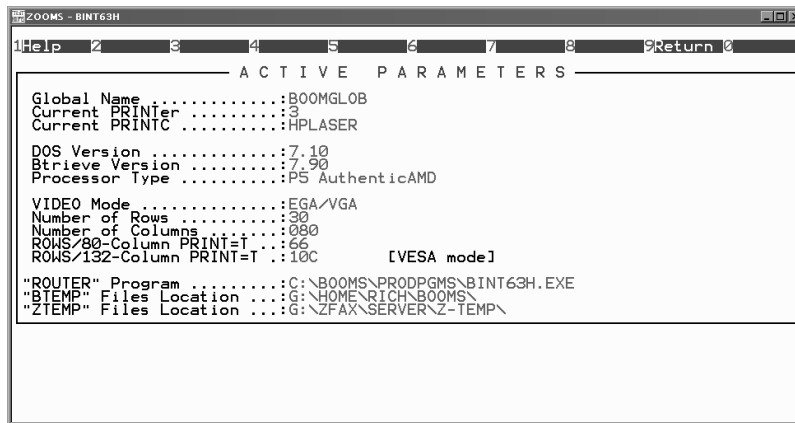 ZOOMS - BINT63H
1Help 2 3 4 5 6 7 8 9Return 0
ACTIVE PARAMETERS
Global Name .............:BOOMGLOB
Current PRINTer .........:3
Current PRINTC ..........:HPLASER
DOS Version .............:7.10
Btrieve Version .........:7.90
Processor Type ..........:P5 AuthenticAMD
VIDEO Mode ..............:EGA/VGA
Number of Rows ..........:30
Number of Columns .......:080
ROWS/80-Column PRINT=T ..:66
ROWS/132-Column PRINT=T .:10C [VESA mode]
"ROUTER" Program .........:C:\BOOMS\PRODPGMS\BINT63H.EXE
"BTEMP" Files Location ...:G:\HOME\RICH\BOOMS\
"ZTEMP" Files Location ...:G:\ZFAX\SERVER\Z-TEMP\